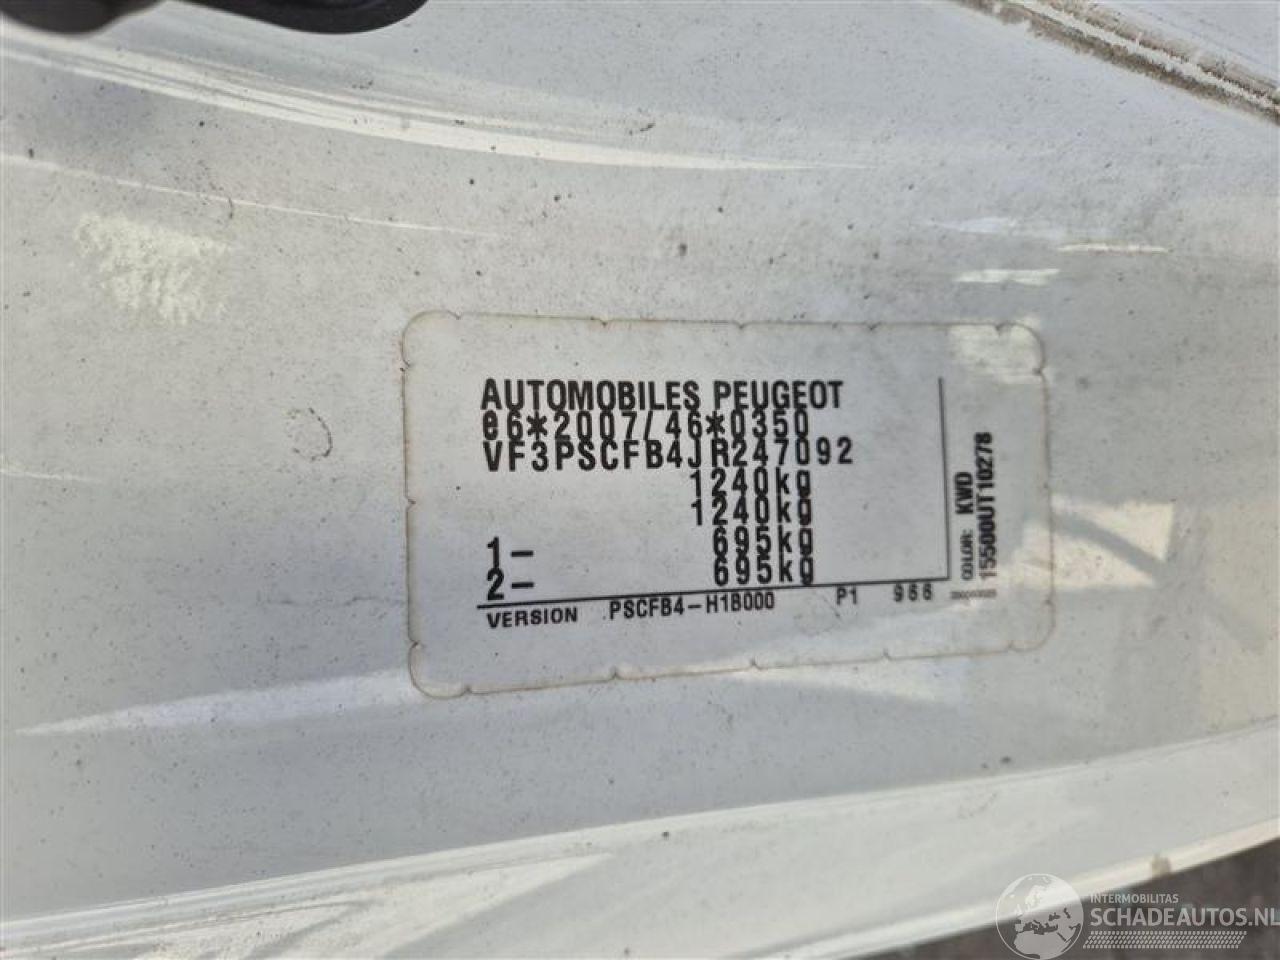 AUTOMOBILES PEUGEOT
e6*2007/46*0350
VF3PSCFB4JR247092
1240kg
1240kg
1– 695kg
2– 695kg
VERSION PSCFB4–H1B000 P1 966
COLOR: KWD
15500UT10278
INTERMOBILITAS
SCHADEAUTOS.NL